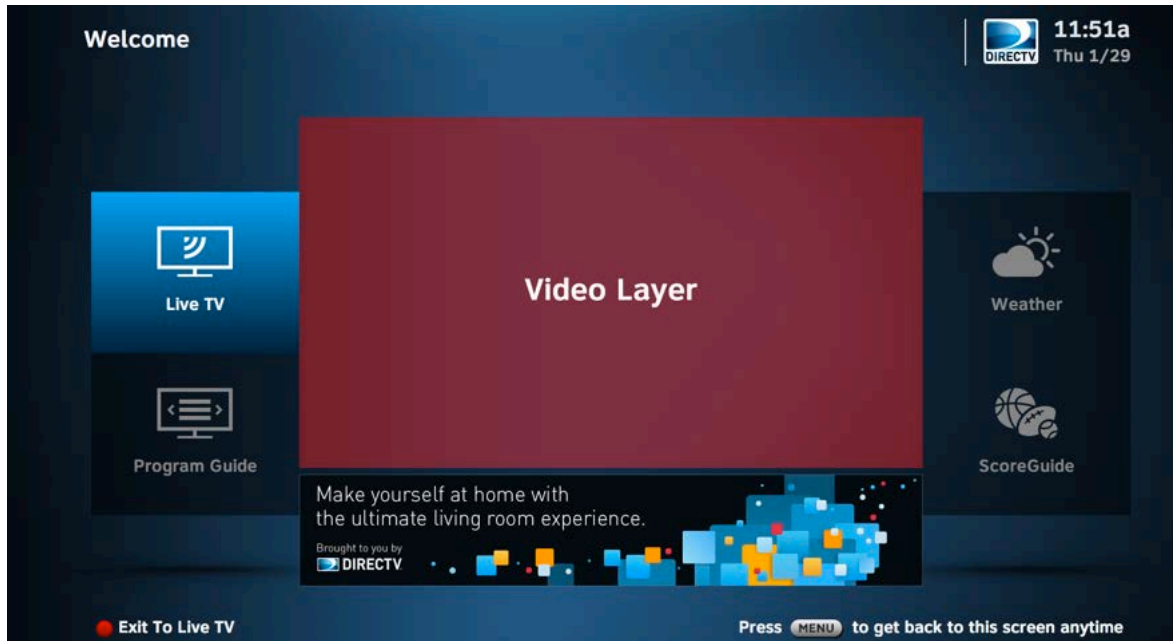 Welcome
DIRECTV
11:51a
Thu 1/29
Live TV
Program Guide
Video Layer
Weather
ScoreGuide
Make yourself at home with
the ultimate living room experience.
Brought to you by
DIRECTV
Exit To Live TV
Press MENU to get back to this screen anytime